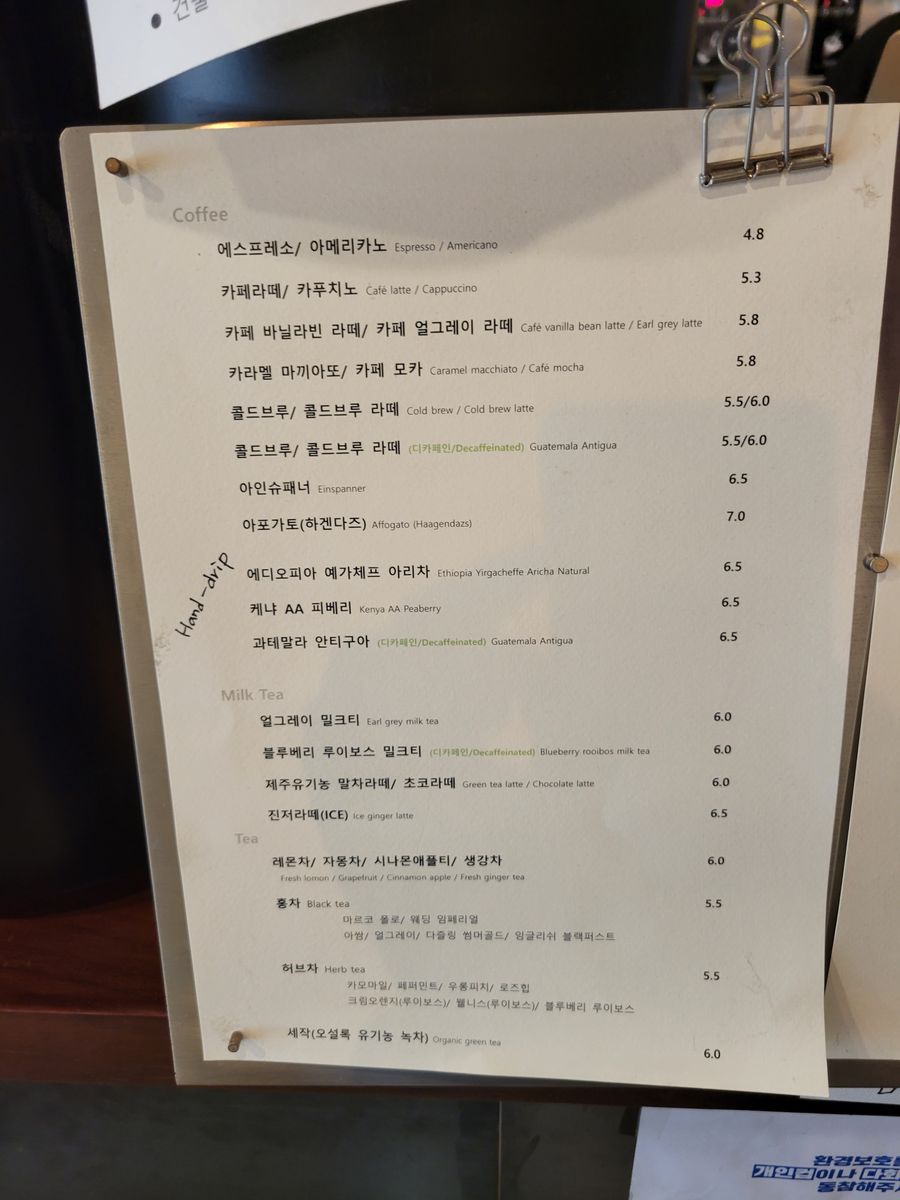 ● 건물
Coffee
에스프레소/ 아메리카노 Espresso / Americano 4.8
카페라떼/ 카푸치노 Café latte / Cappuccino 5.3
카페 바닐라빈 라떼/ 카페 얼그레이 라떼 Café vanilla bean latte / Earl grey latte 5.8
카라멜 마끼아또/ 카페 모카 Caramel macchiato / Café mocha 5.8
콜드브루/ 콜드브루 라떼 Cold brew / Cold brew latte 5.5/6.0
콜드브루/ 콜드브루 라떼 (디카페인/Decaffeinated) Guatemala Antigua 5.5/6.0
아인슈패너 Einspanner 6.5
아포가토(하겐다즈) Affogato (Haagendazs) 7.0
Hand-drip
에디오피아 예가체프 아리차 Ethiopia Yirgacheffe Aricha Natural 6.5
케냐 AA 피베리 Kenya AA Peaberry 6.5
과테말라 안티구아 (디카페인/Decaffeinated) Guatemala Antigua 6.5
Milk Tea
얼그레이 밀크티 Earl grey milk tea 6.0
블루베리 루이보스 밀크티 (디카페인/Decaffeinated) Blueberry rooibos milk tea 6.0
제주유기농 말차라떼/ 초코라떼 Green tea latte / Chocolate latte 6.0
진저라떼(ICE) Ice ginger latte 6.5
Tea
레몬차/ 자몽차/ 시나몬애플티/ 생강차 6.0
Fresh lomon / Grapefruit / Cinnamon apple / Fresh ginger tea
홍차 Black tea 5.5
마르코 폴로/ 웨딩 임페리얼
아쌈/ 얼그레이/ 다즐링 썸머골드/ 잉글리쉬 블랙퍼스트
허브차 Herb tea 5.5
카모마일/ 페퍼민트/ 우롱피치/ 로즈힙
크림오렌지(루이보스)/ 웰니스(루이보스)/ 블루베리 루이보스
세작(오설록 유기농 녹차) Organic green tea 6.0
환경보호를
개인컵이나 다회
동참해주시